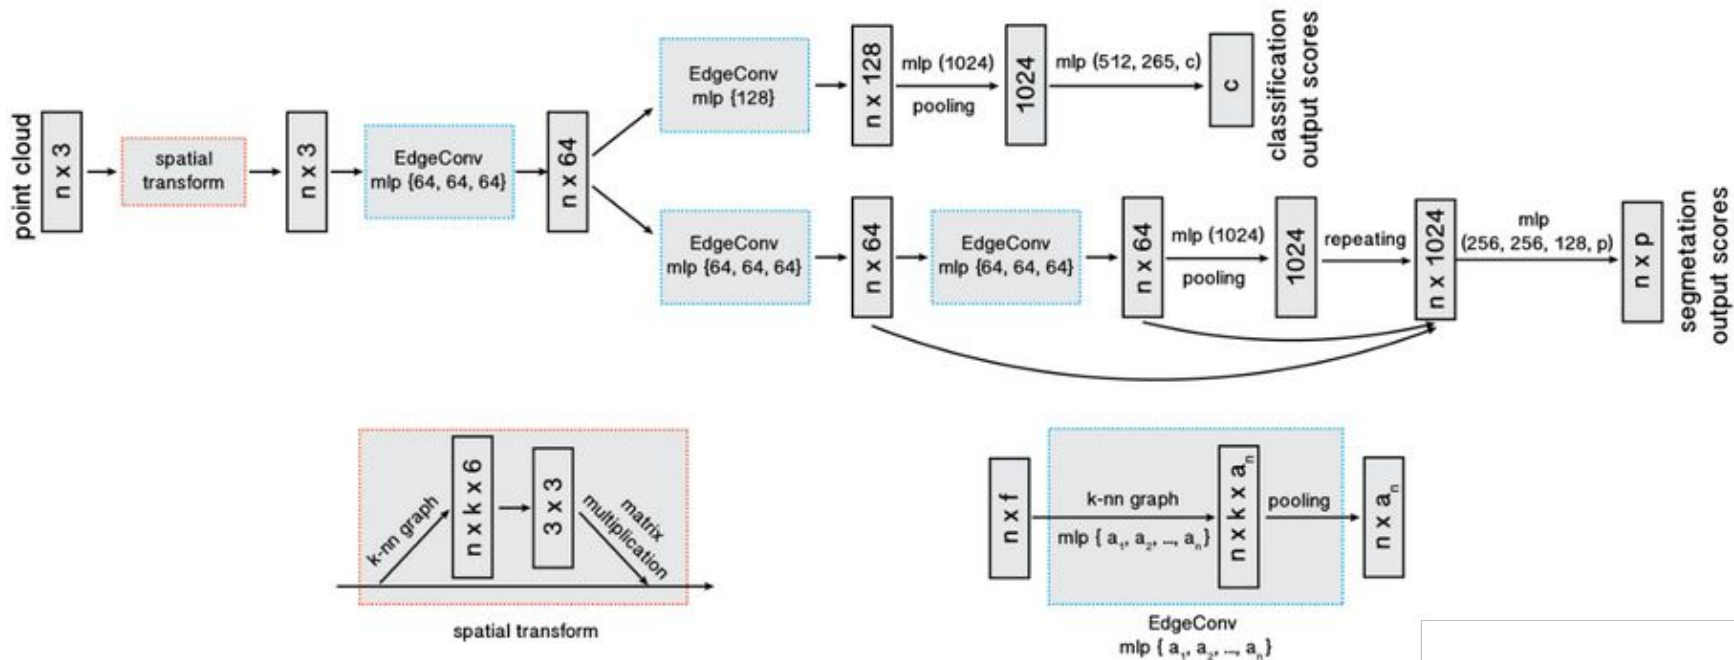 point cloud
n x 3
spatial
transform
n x 3
EdgeConv
mlp {64, 64, 64}
n x 64
EdgeConv
mlp {128}
n x 128
mlp (1024)
pooling
1024
mlp (512, 265, c)
c
classification
output scores
EdgeConv
mlp {64, 64, 64}
n x 64
EdgeConv
mlp {64, 64, 64}
n x 64
mlp (1024)
pooling
1024
repeating
n x 1024
mlp
(256, 256, 128, p)
n x p
segmetation
output scores
k-nn graph
n x k x 6
3 x 3
matrix
multiplication
spatial transform
n x f
k-nn graph
mlp { a₁, a₂, ..., aₙ}
n x k x aₙ
pooling
n x aₙ
EdgeConv
mlp { a₁, a₂, ..., aₙ}